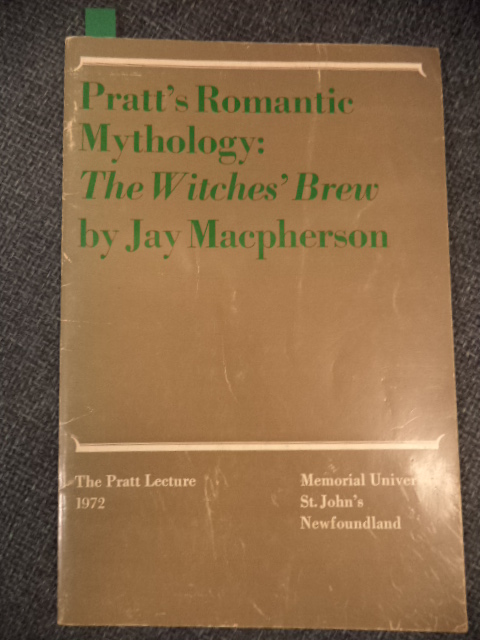 Pratt's Romantic
Mythology:
The Witches' Brew
by Jay Macpherson
The Pratt Lecture
1972
Memorial Univer
St. John's
Newfoundland